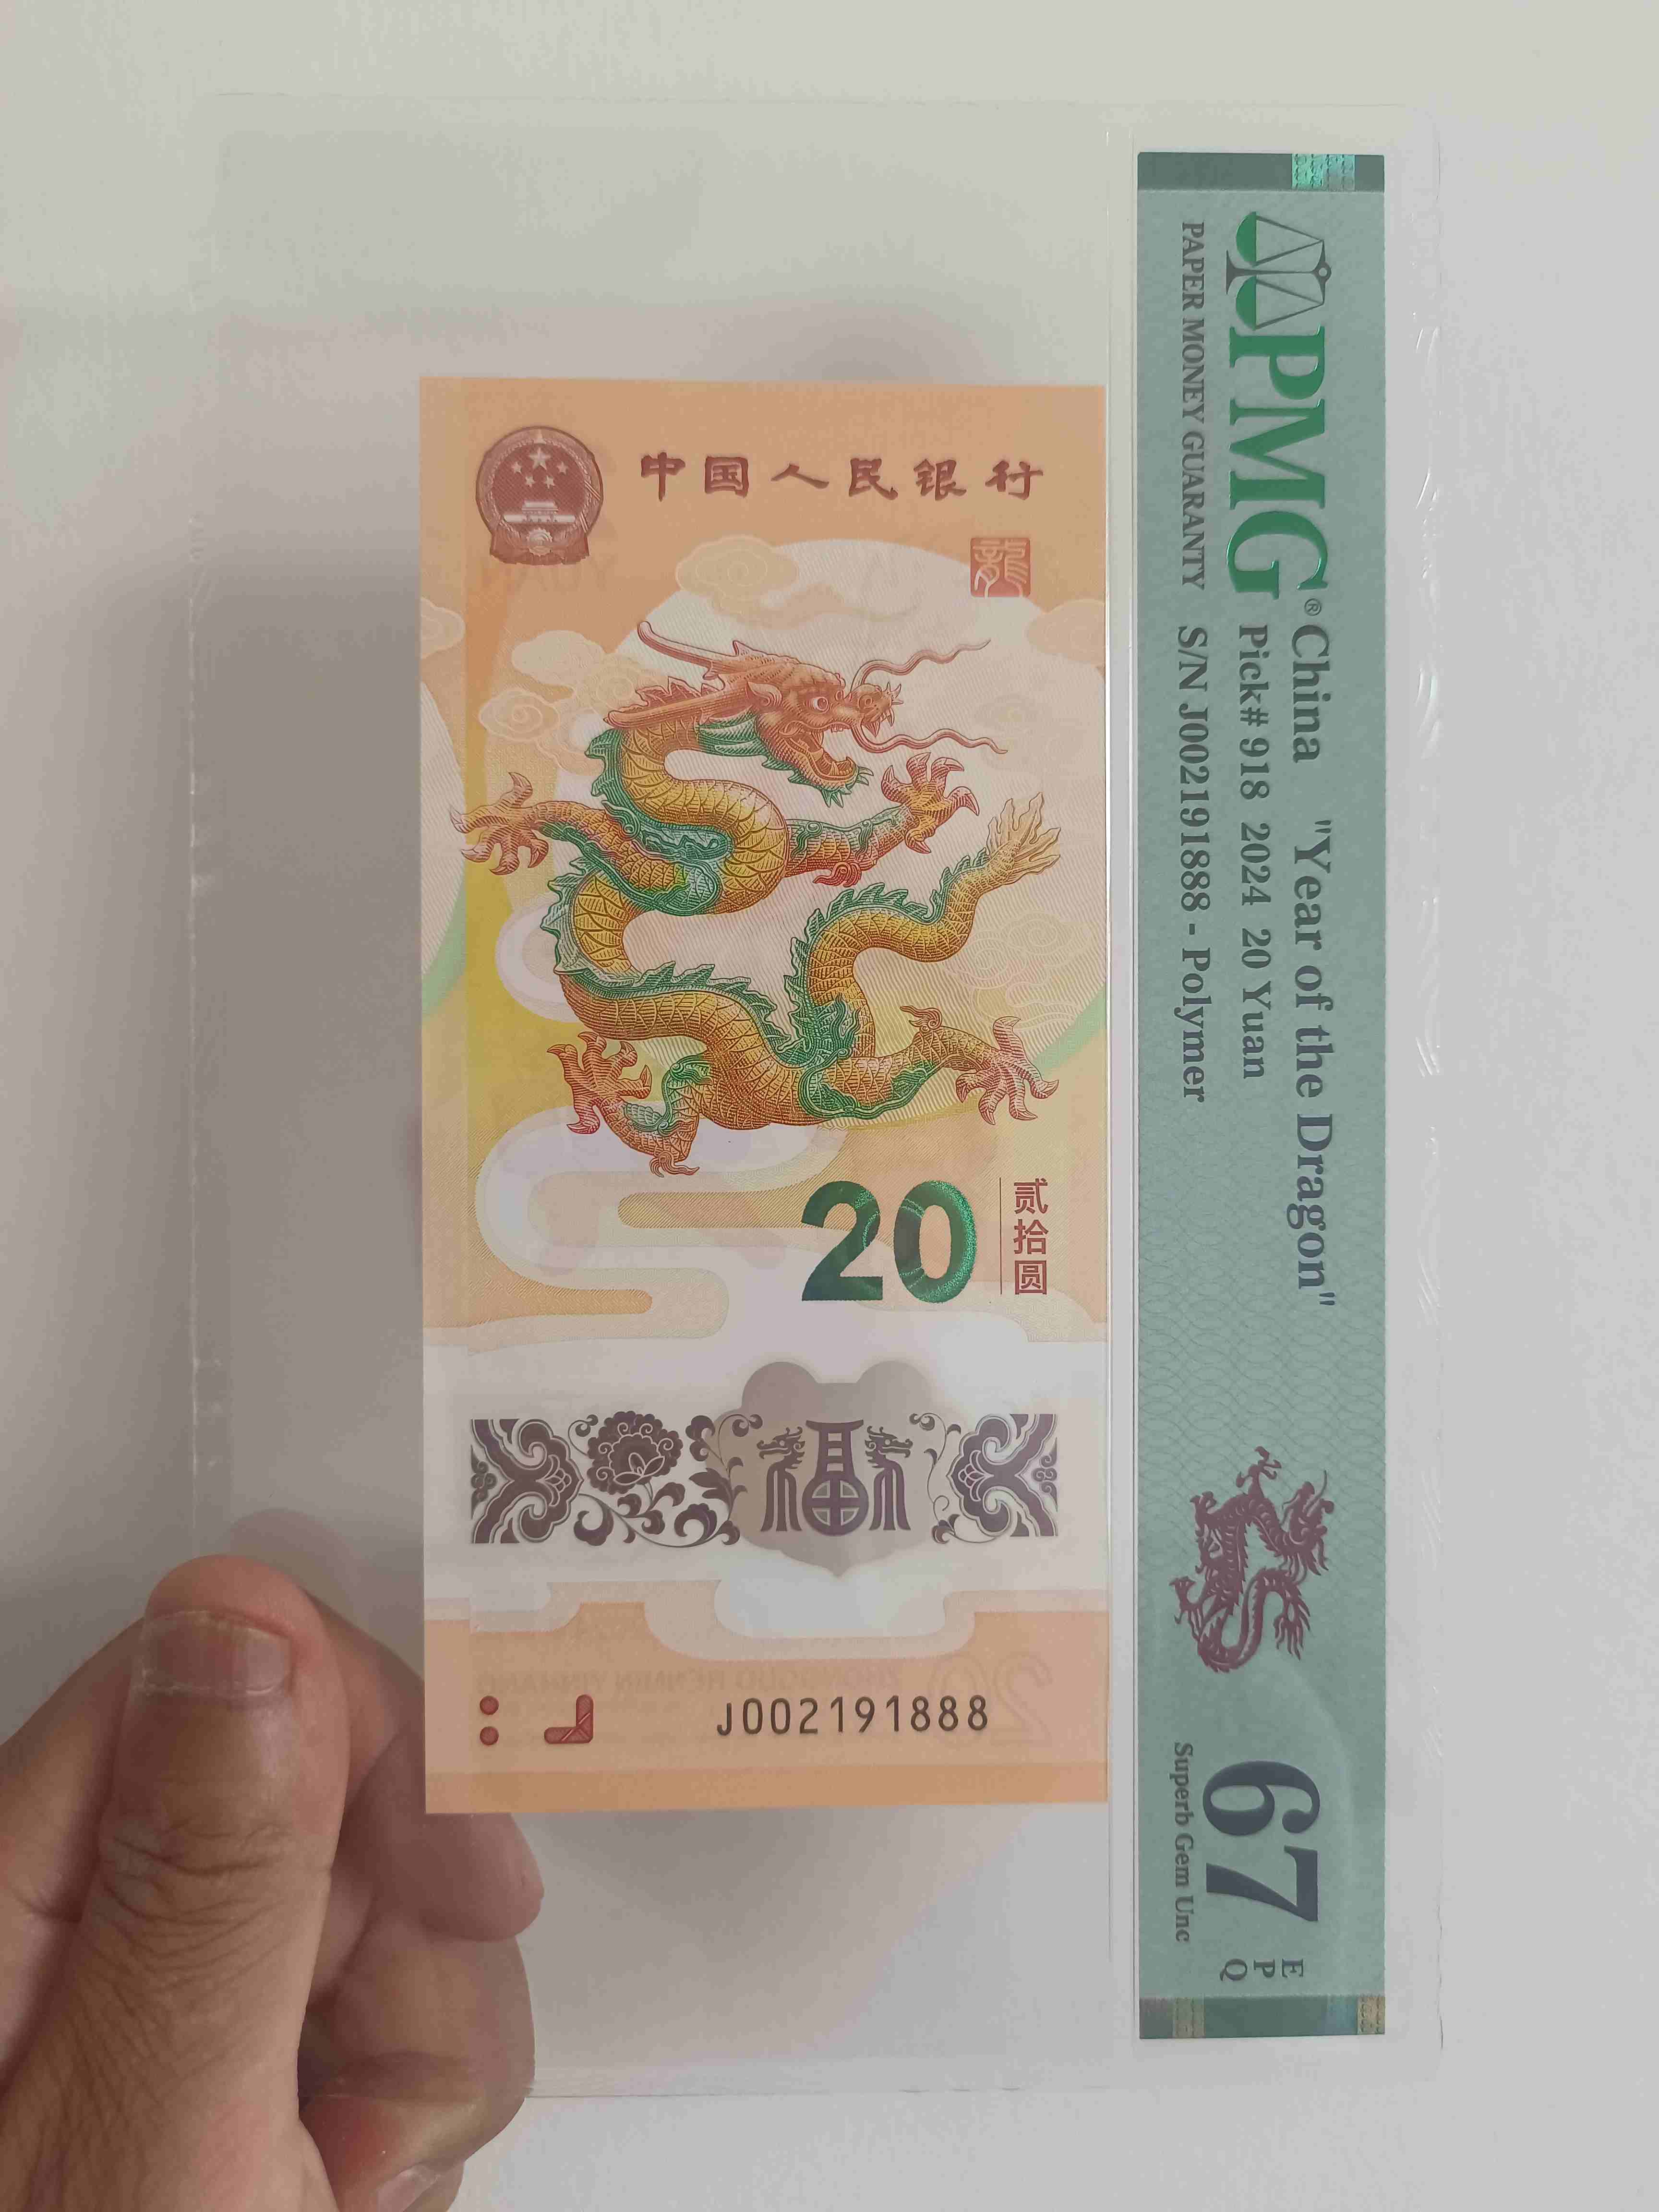 中国人民银行
龍
20
贰拾圆
福
J002191888
PMG®
PAPER MONEY GUARANTY
China "Year of the Dragon"
Pick# 918 2024 20 Yuan
S/N J002191888 - Polymer
67
EPQ
Superb Gem Unc